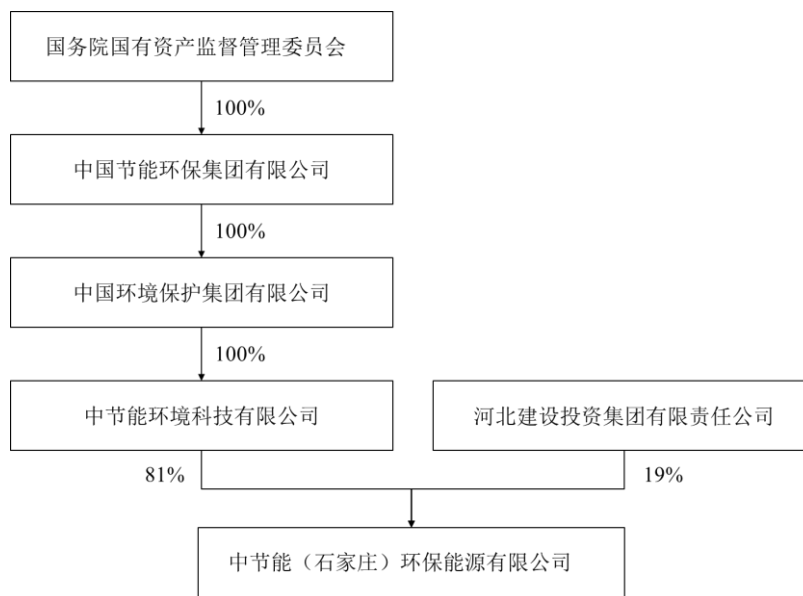 国务院国有资产监督管理委员会
100%
中国节能环保集团有限公司
100%
中国环境保护集团有限公司
100%
中节能环境科技有限公司
河北建设投资集团有限责任公司
81%
19%
中节能（石家庄）环保能源有限公司